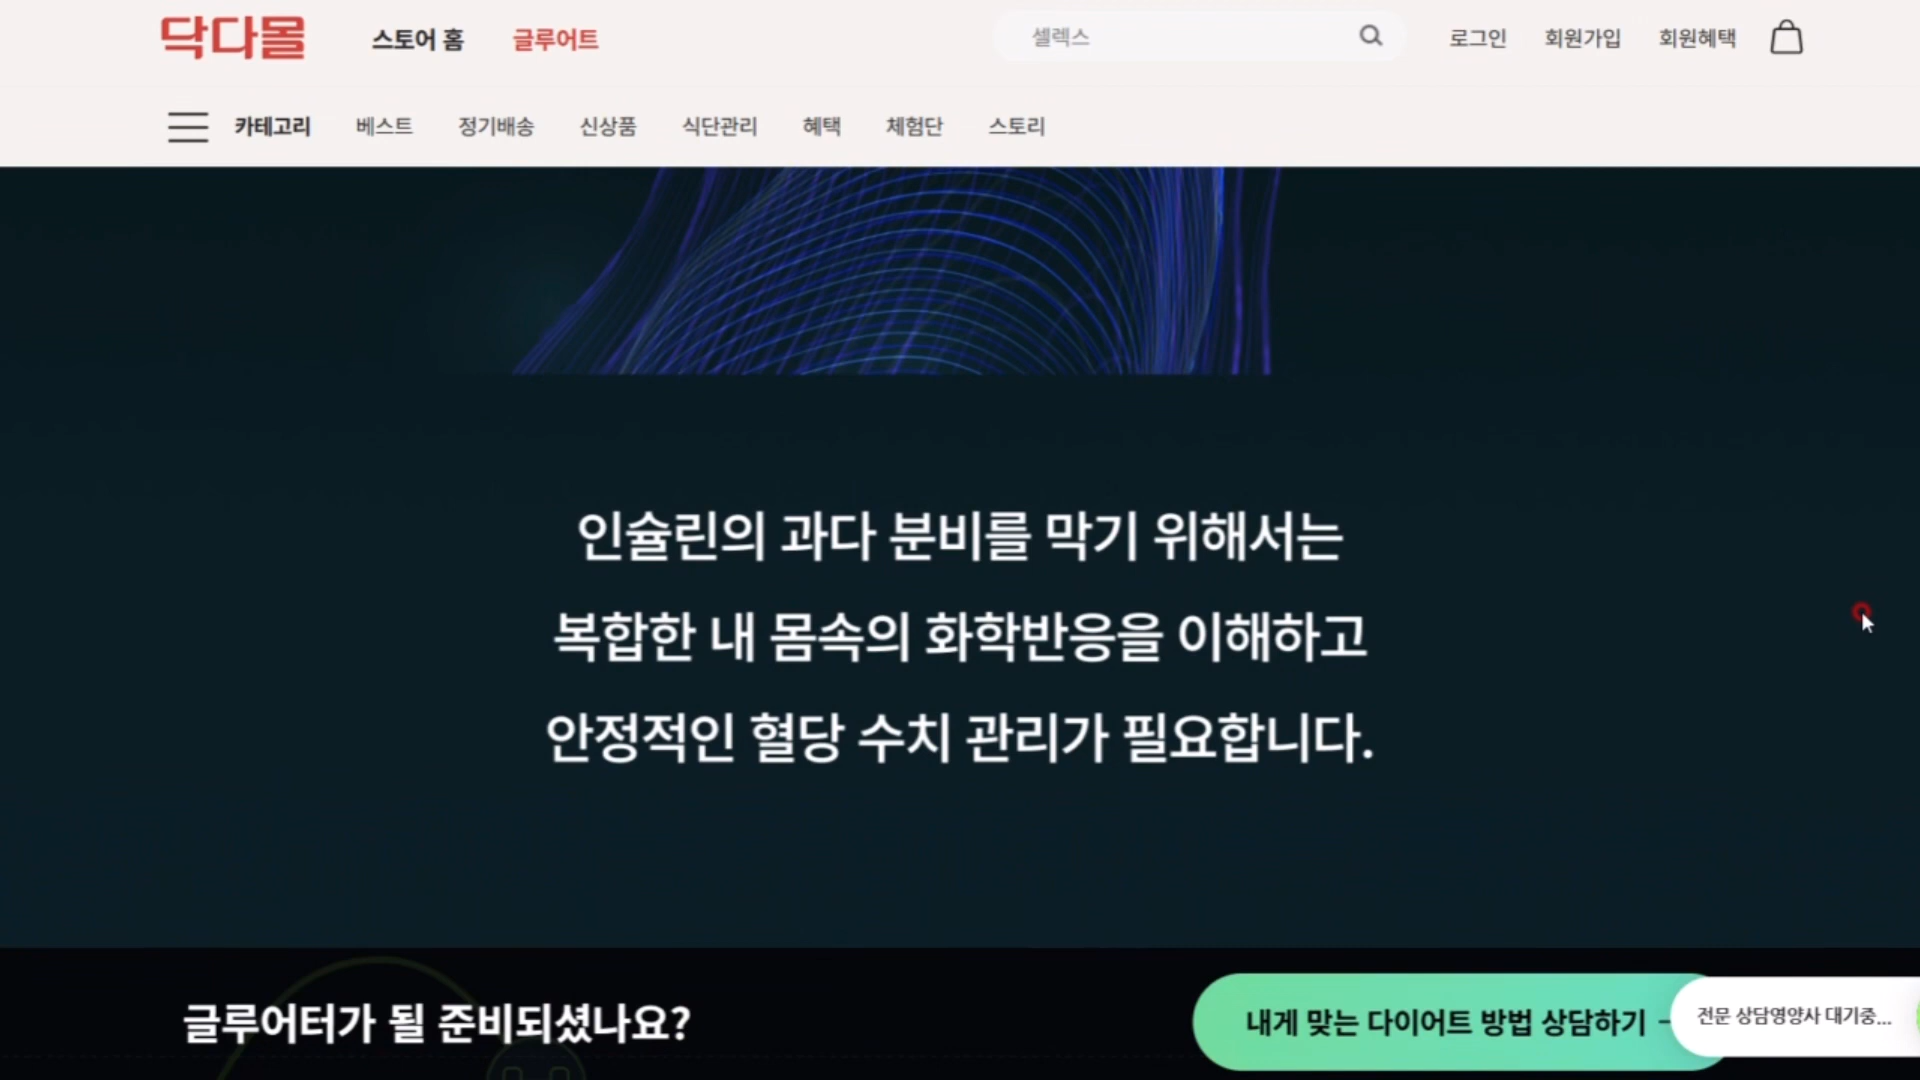 닥다몰
스토어 홈 글루어트
셀렉스
로그인 회원가입 회원혜택
카테고리 베스트 정기배송 신상품 식단관리 혜택 체험단 스토리
인슐린의 과다 분비를 막기 위해서는
복합한 내 몸속의 화학반응을 이해하고
안정적인 혈당 수치 관리가 필요합니다.
글루어터가 될 준비되셨나요?
내게 맞는 다이어트 방법 상담하기
전문 상담영양사 대기중...